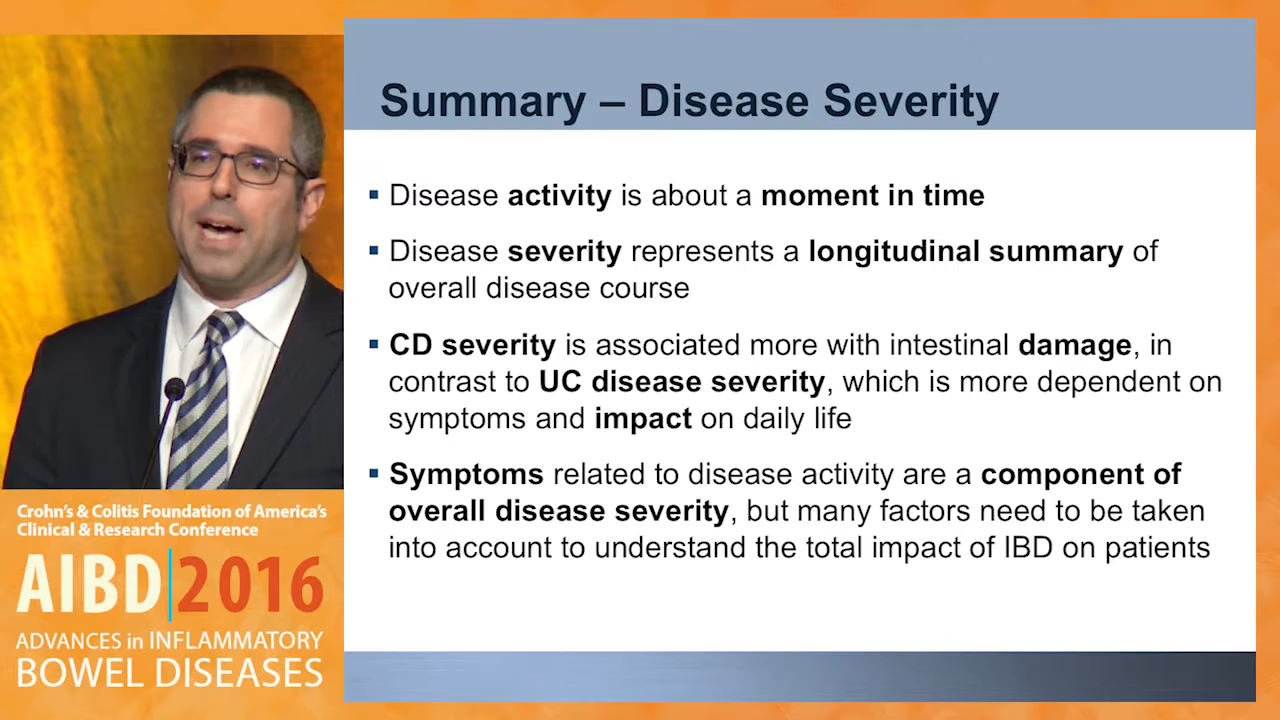 Summary – Disease Severity
▪ Disease activity is about a moment in time
▪ Disease severity represents a longitudinal summary of
overall disease course
▪ CD severity is associated more with intestinal damage, in
contrast to UC disease severity, which is more dependent on
symptoms and impact on daily life
▪ Symptoms related to disease activity are a component of
overall disease severity, but many factors need to be taken
into account to understand the total impact of IBD on patients
Crohn's & Colitis Foundation of America's
Clinical & Research Conference
AIBD|2016
ADVANCES in INFLAMMATORY
BOWEL DISEASES